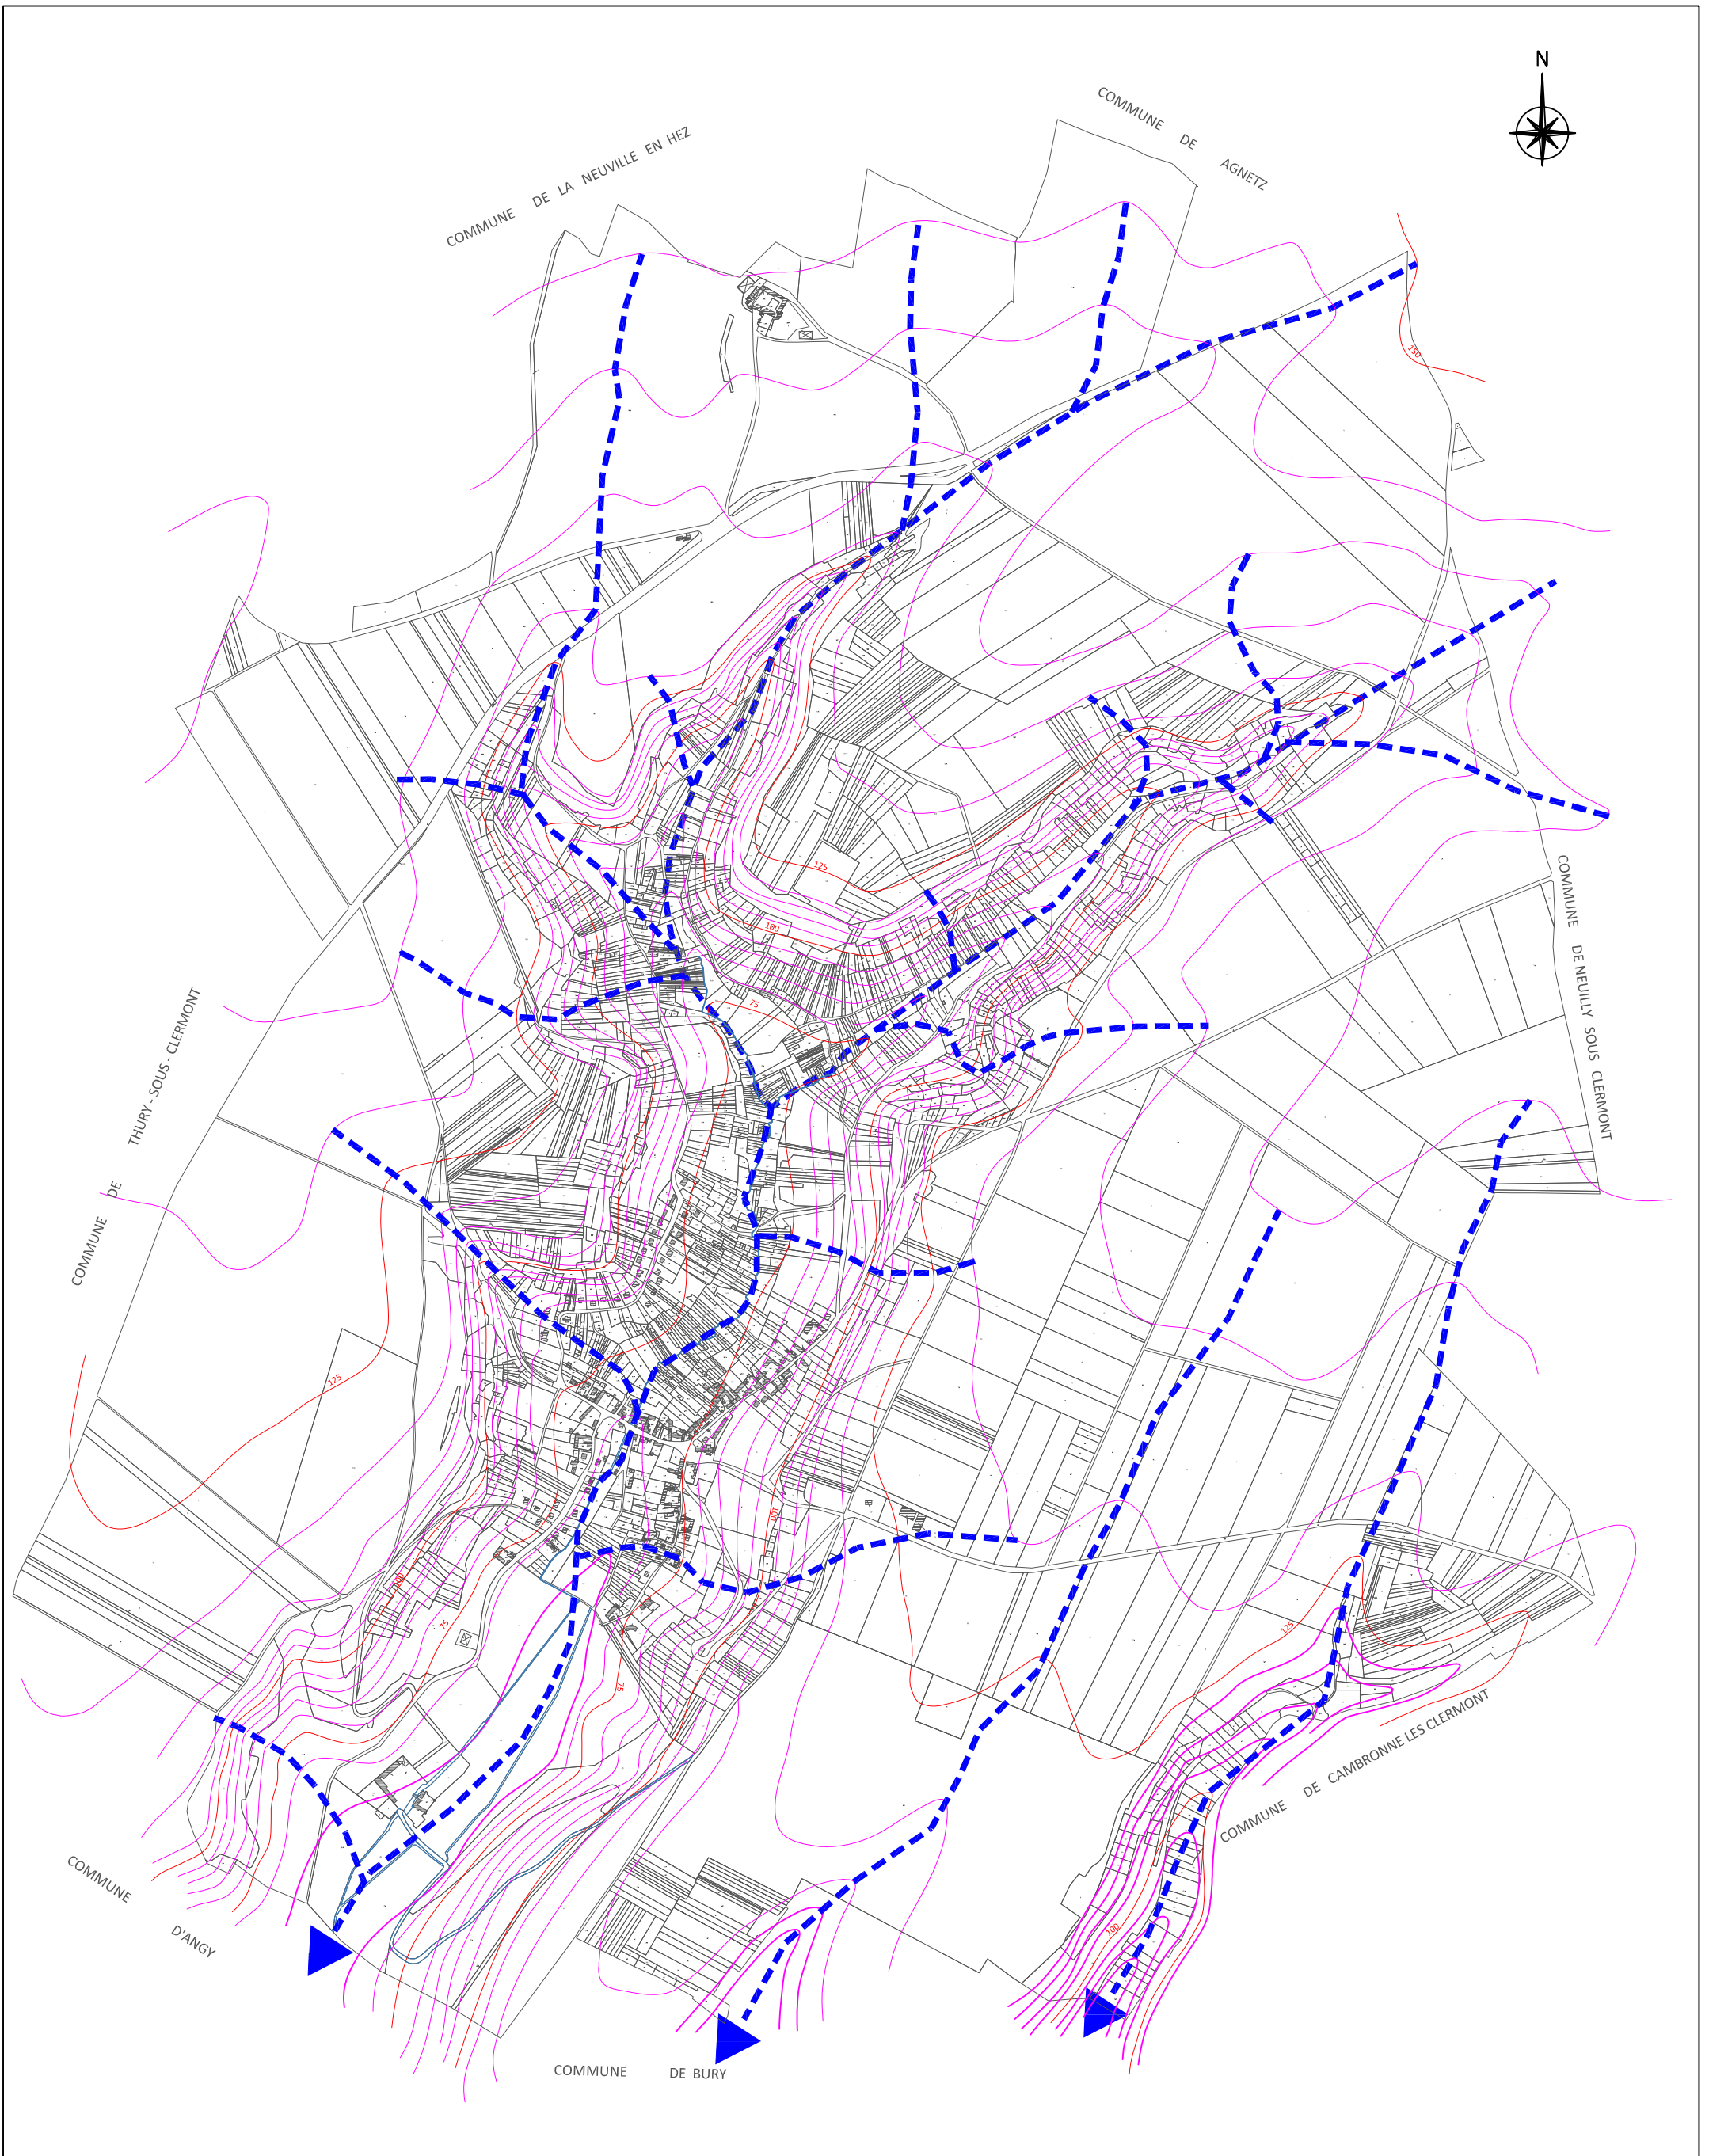 N
COMMUNE DE AGNETZ
COMMUNE DE LA NEUVILLE EN HEZ
150
125
100
75
COMMUNE DE NEUILLY SOUS CLERMONT
COMMUNE DE THURY - SOUS - CLERMONT
125
100
100
75
125
75
COMMUNE DE CAMBRONNE LES CLERMONT
COMMUNE D'ANGY
100
COMMUNE DE BURY